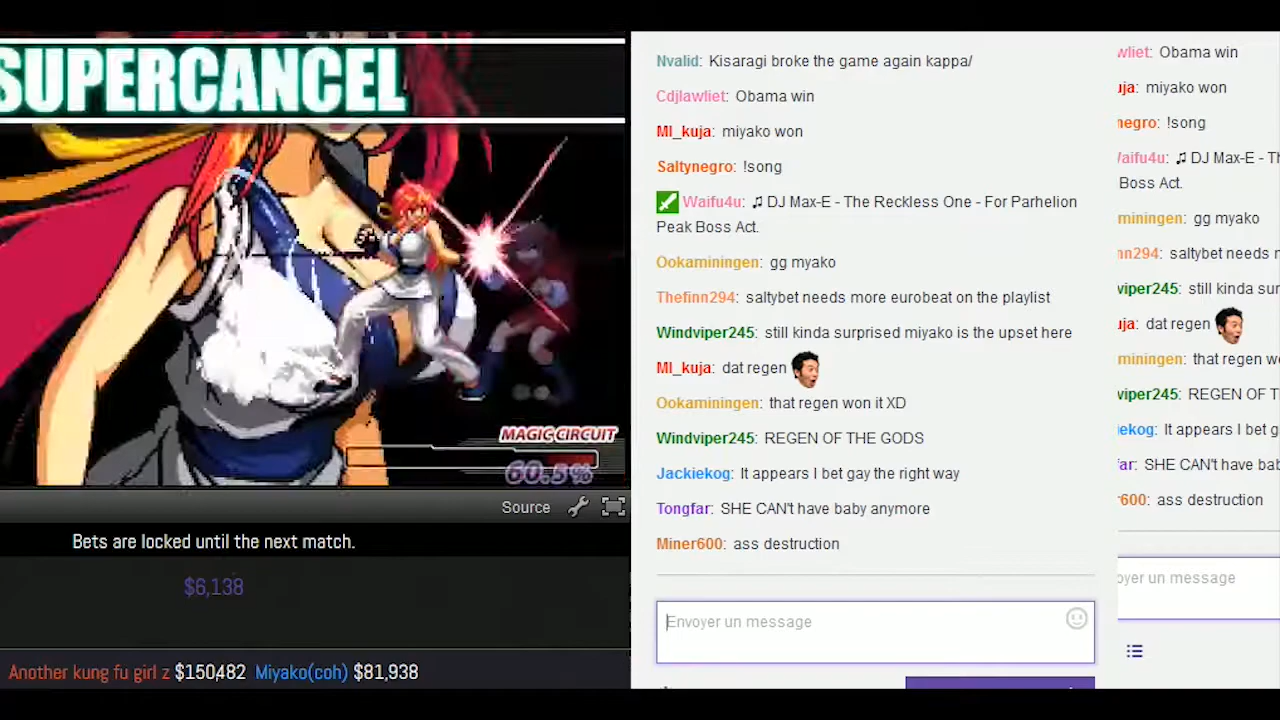 SUPERCANCEL
MAGIC CIRCUIT
60.5%
Source
Bets are locked until the next match.
$6,138
Another kung fu girl z $150,482 Miyako(coh) $81,938
Nvalid: Kisaragi broke the game again kappa/
Cdjlawliet: Obama win
Ml_kuja: miyako won
Saltynegro: !song
Waifu4u: ♫ DJ Max-E - The Reckless One - For Parhelion
Peak Boss Act.
Ookaminingen: gg myako
Thefinn294: saltybet needs more eurobeat on the playlist
Windviper245: still kinda surprised miyako is the upset here
Ml_kuja: dat regen
Ookaminingen: that regen won it XD
Windviper245: REGEN OF THE GODS
Jackiekog: It appears I bet gay the right way
Tongfar: SHE CAN't have baby anymore
Miner600: ass destruction
Envoyer un message
wliet: Obama win
uja: miyako won
negro: !song
aifu4u: ♫ DJ Max-E - Th
Boss Act.
miningen: gg myako
nn294: saltybet needs m
viper245: still kinda sur
uja: dat regen
miningen: that regen wo
viper245: REGEN OF T
iekog: It appears I bet g
far: SHE CAN't have bab
r600: ass destruction
oyer un message